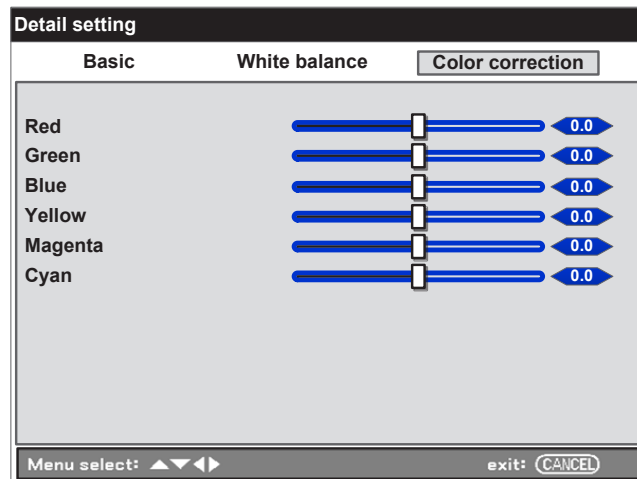 Detail setting
Basic White balance Color correction
Red 0.0
Green 0.0
Blue 0.0
Yellow 0.0
Magenta 0.0
Cyan 0.0
Menu select: ▲▼◀▶ exit: CANCEL